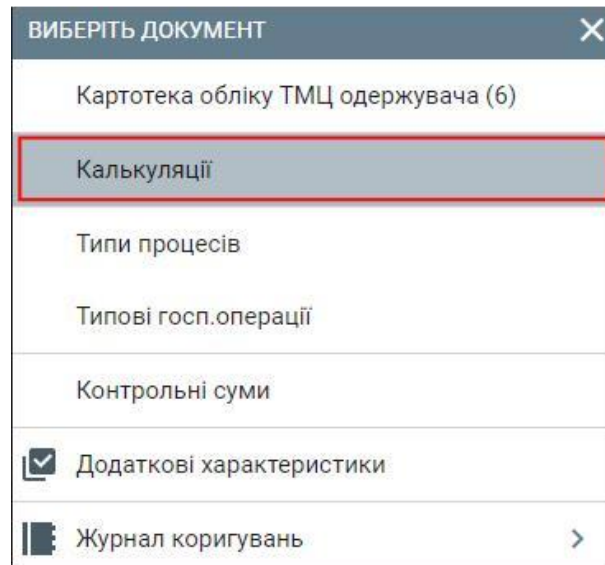 ВИБЕРІТЬ ДОКУМЕНТ
Картотека обліку ТМЦ одержувача (6)
Калькуляції
Типи процесів
Типові госп.операції
Контрольні суми
Додаткові характеристики
Журнал коригувань